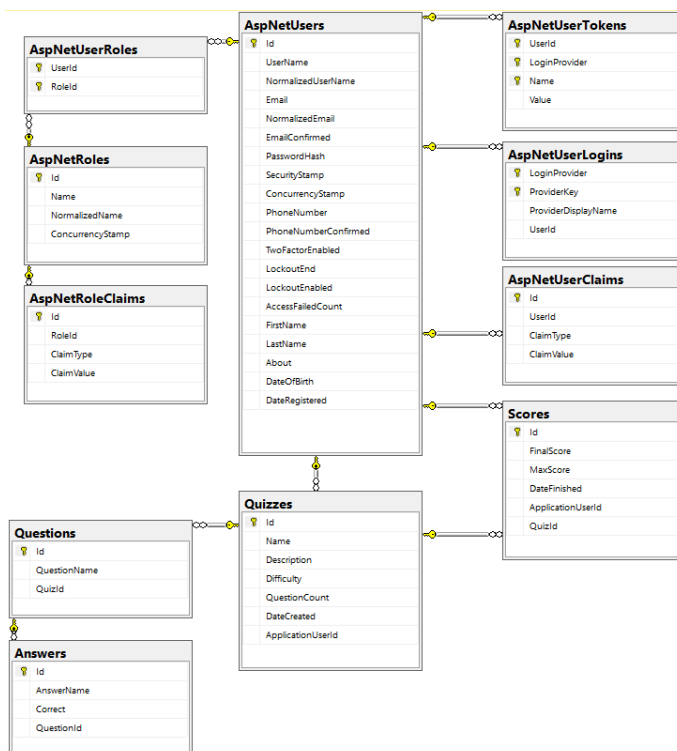 AspNetUserRoles
UserId
RoleId
AspNetRoles
Id
Name
NormalizedName
ConcurrencyStamp
AspNetRoleClaims
Id
RoleId
ClaimType
ClaimValue
AspNetUsers
Id
UserName
NormalizedUserName
Email
NormalizedEmail
EmailConfirmed
PasswordHash
SecurityStamp
ConcurrencyStamp
PhoneNumber
PhoneNumberConfirmed
TwoFactorEnabled
LockoutEnd
LockoutEnabled
AccessFailedCount
FirstName
LastName
About
DateOfBirth
DateRegistered
AspNetUserTokens
UserId
LoginProvider
Name
Value
AspNetUserLogins
LoginProvider
ProviderKey
ProviderDisplayName
UserId
AspNetUserClaims
Id
UserId
ClaimType
ClaimValue
Scores
Id
FinalScore
MaxScore
DateFinished
ApplicationUserId
QuizId
Quizzes
Id
Name
Description
Difficulty
QuestionCount
DateCreated
ApplicationUserId
Questions
Id
QuestionName
QuizId
Answers
Id
AnswerName
Correct
QuestionId